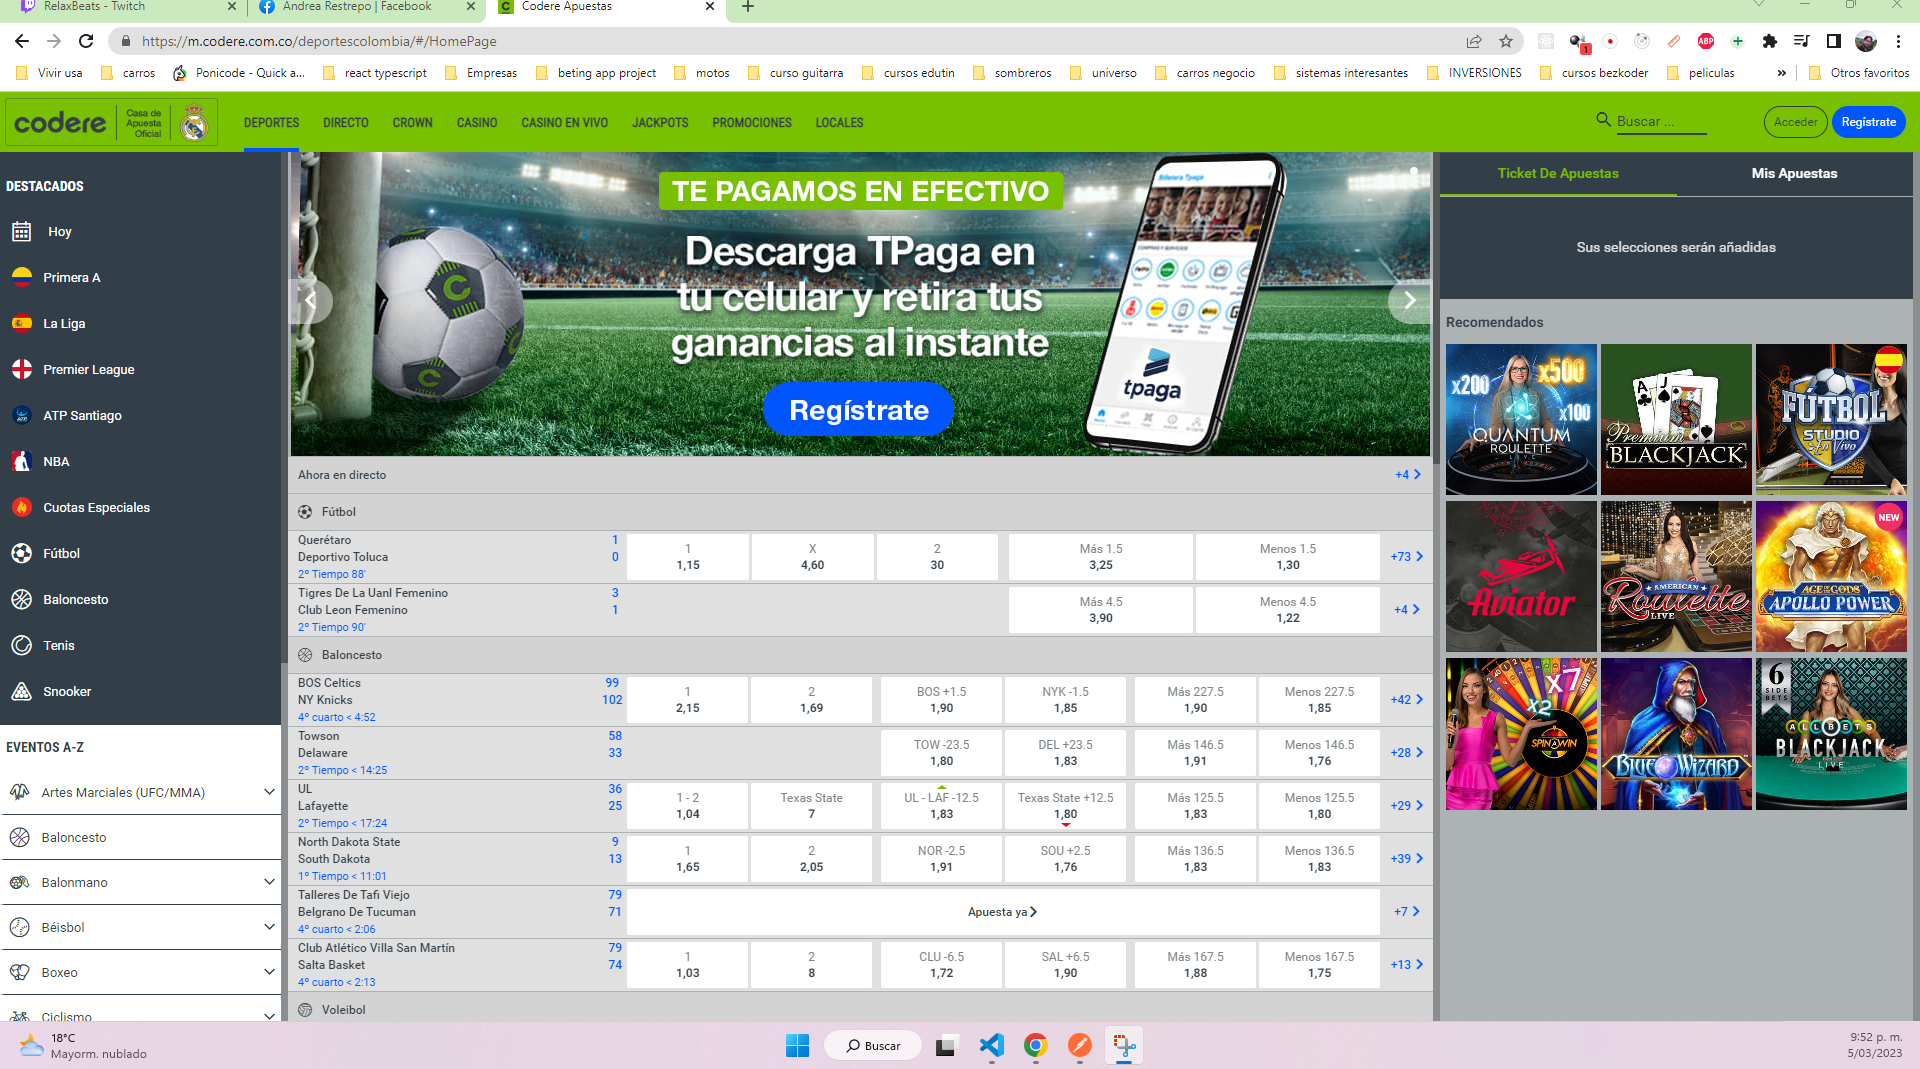 RelaxBeats - Twitch
Andrea Restrepo | Facebook
Codere Apuestas
https://m.codere.com.co/deportescolombia/#/HomePage
1
ABP
Vivir usa
carros
Ponicode - Quick a...
react typescript
Empresas
beting app project
motos
curso guitarra
cursos edutin
sombreros
universo
carros negocio
sistemas interesantes
INVERSIONES
cursos bezkoder
peliculas
»
Otros favoritos
codere
Casa de
Apuesta
Oficial
DEPORTES
DIRECTO
CROWN
CASINO
CASINO EN VIVO
JACKPOTS
PROMOCIONES
LOCALES
Buscar ...
Acceder
Regístrate
DESTACADOS
Hoy
Primera A
La Liga
Premier League
ATP Santiago
NBA
Cuotas Especiales
Fútbol
Baloncesto
Tenis
Snooker
EVENTOS A-Z
Artes Marciales (UFC/MMA)
Baloncesto
Balonmano
Béisbol
Boxeo
Ciclismo
TE PAGAMOS EN EFECTIVO
Descarga TPaga en
tu celular y retira tus
ganancias al instante
Regístrate
tpaga
Ahora en directo
+4
Fútbol
Querétaro 1
Deportivo Toluca 0
2º Tiempo 88'
1 X 2 Más 1.5 Menos 1.5
1,15 4,60 30 3,25 1,30
+73
Tigres De La Uanl Femenino 3
Club Leon Femenino 1
2º Tiempo 90'
Más 4.5 Menos 4.5
3,90 1,22
+4
Baloncesto
BOS Celtics 99
NY Knicks 102
4º cuarto < 4:52
1 2 BOS +1.5 NYK -1.5 Más 227.5 Menos 227.5
2,15 1,69 1,90 1,85 1,90 1,85
+42
Towson 58
Delaware 33
2º Tiempo < 14:25
TOW -23.5 DEL +23.5 Más 146.5 Menos 146.5
1,80 1,83 1,91 1,76
+28
UL 36
Lafayette 25
2º Tiempo < 17:24
1 - 2 Texas State UL - LAF -12.5 Texas State +12.5 Más 125.5 Menos 125.5
1,04 7 1,83 1,80 1,83 1,80
+29
North Dakota State 9
South Dakota 13
1º Tiempo < 11:01
1 2 NOR -2.5 SOU +2.5 Más 136.5 Menos 136.5
1,65 2,05 1,91 1,76 1,83 1,83
+39
Talleres De Tafi Viejo 79
Belgrano De Tucuman 71
4º cuarto < 2:06
Apuesta ya
+7
Club Atlético Villa San Martín 79
Salta Basket 74
4º cuarto < 2:13
1 2 CLU -6.5 SAL +6.5 Más 167.5 Menos 167.5
1,03 8 1,72 1,90 1,88 1,75
+13
Voleibol
Ticket De Apuestas
Mis Apuestas
Sus selecciones serán añadidas
Recomendados
x200 x500
x100
QUANTUM
ROULETTE
LIVE
A J
Premium
BLACKJACK
FÚTBOL
STUDIO
En Vivo
Aviator
AMERICAN
Roulette
LIVE
NEW
AGE OF THE GODS
APOLLO POWER
x7
x2
SPIN A WIN
BLUE WIZARD
6
SIDE
BETS
ALL BETS
BLACKJACK
LIVE
18°C
Mayorm. nublado
Buscar
9:52 p. m.
5/03/2023